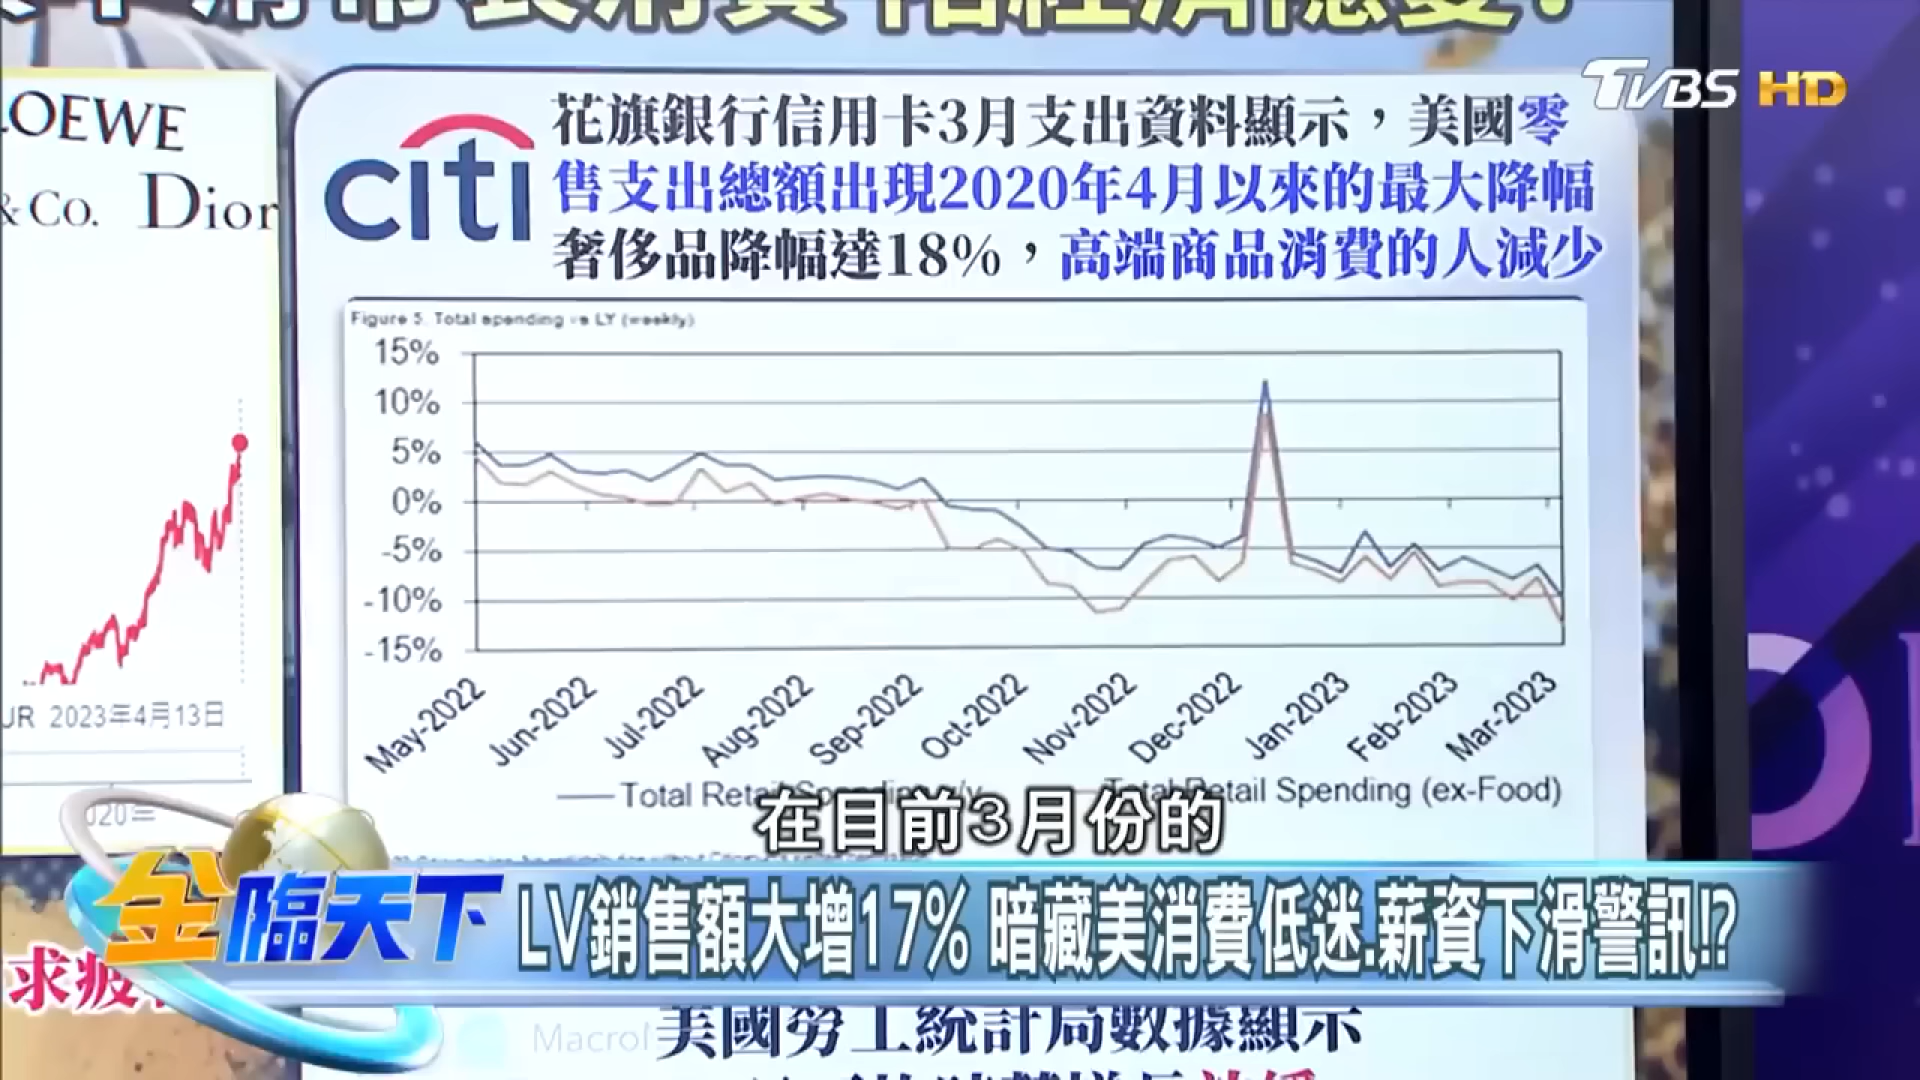 TVBS HD
LOEWE
& Co. Dior
UR 2023年4月13日
citi
花旗銀行信用卡3月支出資料顯示，美國零
售支出總額出現2020年4月以來的最大降幅
奢侈品降幅達18%，高端商品消費的人減少
Figure 5. Total spending vs LY (weekly)
15%
10%
5%
0%
-5%
-10%
-15%
May-2022
Jun-2022
Jul-2022
Aug-2022
Sep-2022
Oct-2022
Nov-2022
Dec-2022
Jan-2023
Feb-2023
Mar-2023
Total Retail Spending y/y
Total Retail Spending (ex-Food)
在目前3月份的
金臨天下
LV銷售額大增17% 暗藏美消費低迷.薪資下滑警訊!?
求疲
美國勞工統計局數據顯示